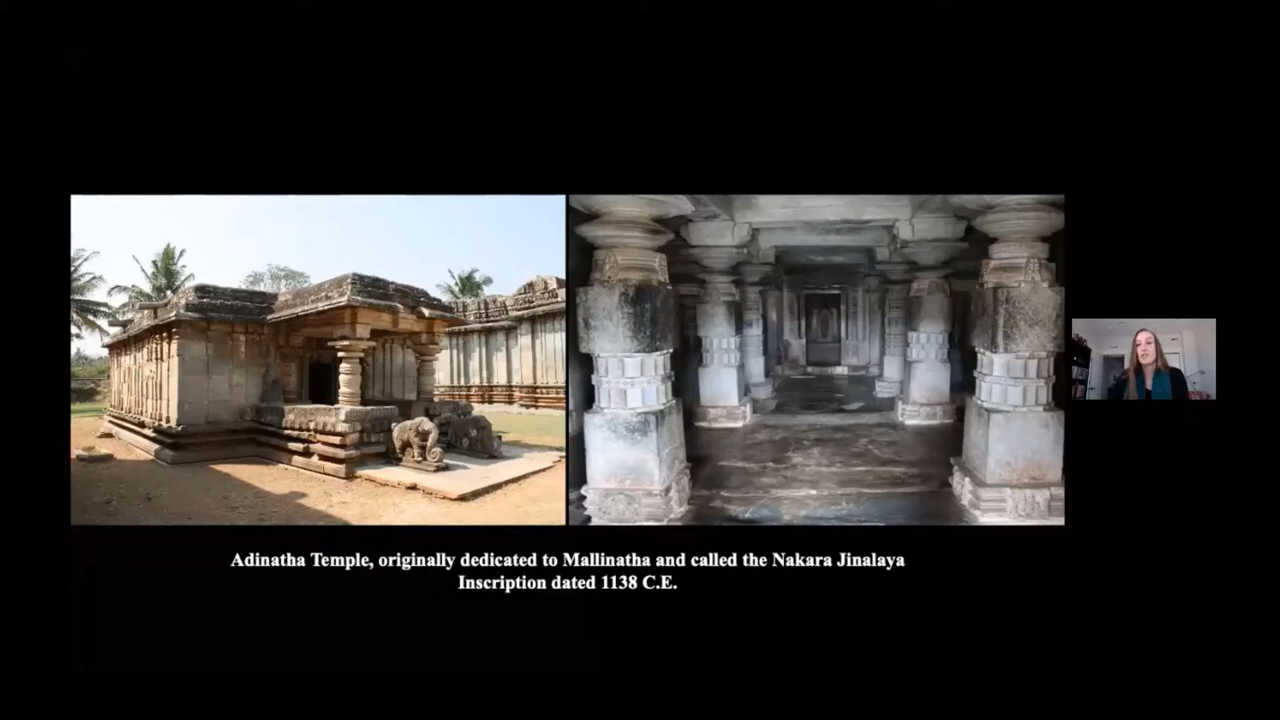 Adinatha Temple, originally dedicated to Mallinatha and called the Nakara Jinalaya
Inscription dated 1138 C.E.